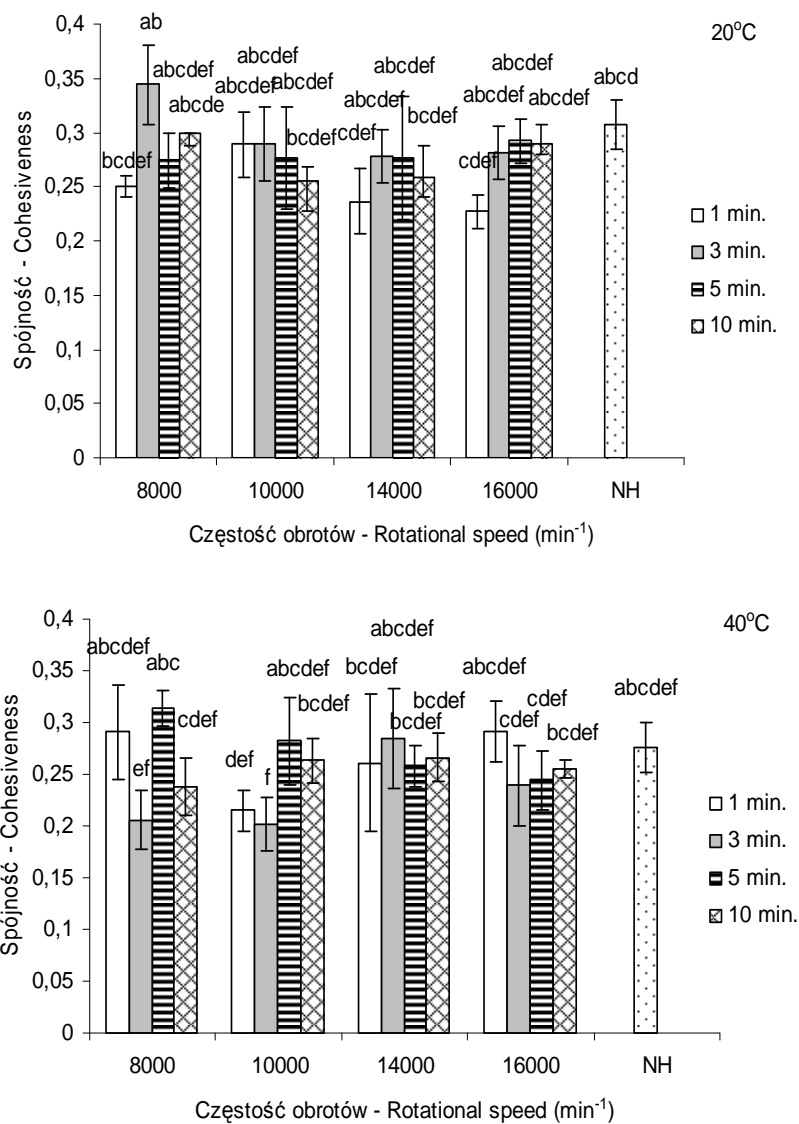 0,4
20°C
ab
0,35
abcdef
abcdef
abcdef
abcdef
abcd
abcdef
abcdef
abcde
abcdef
abcdef
abcdef
0,3
bcdef
cdef
bcdef
bcdef
cdef
0,25
0,2
0,15
0,1
0,05
0
Spójność - Cohesiveness
1 min.
3 min.
5 min.
10 min.
8000
10000
14000
16000
NH
Częstość obrotów - Rotational speed (min-1)
0,4
40°C
abcdef
abcdef
0,35
abc
abcdef
bcdef
abcdef
abcdef
cdef
bcdef
bcdef
bcdef
cdef
cdef
bcdef
0,3
ef
def
f
0,25
0,2
0,15
0,1
0,05
0
Spójność - Cohesiveness
1 min.
3 min.
5 min.
10 min.
8000
10000
14000
16000
NH
Częstość obrotów - Rotational speed (min-1)